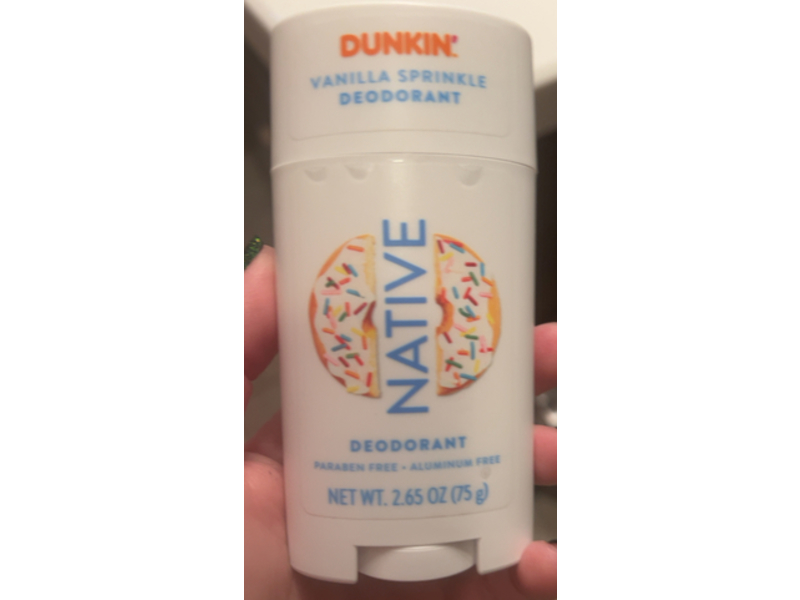 DUNKIN'
VANILLA SPRINKLE
DEODORANT
NATIVE
DEODORANT
PARABEN FREE • ALUMINUM FREE
NET WT. 2.65 OZ (75 g)